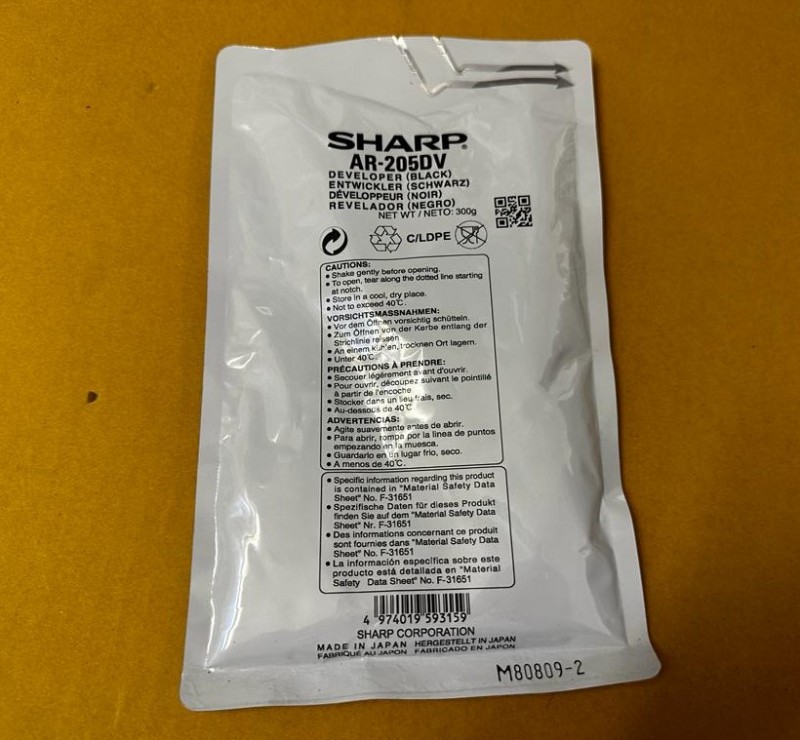 SHARP®
AR-205DV
DEVELOPER (BLACK)
ENTWICKLER (SCHWARZ)
DÉVELOPPEUR (NOIR)
REVELADOR (NEGRO)
NET WT / NETO: 300g
C/LDPE
CAUTIONS:
● Shake gently before opening.
● To open, tear along the dotted line starting
at notch.
● Store in a cool, dry place.
● Not to exceed 40℃.
VORSICHTSMASSNAHMEN:
● Vor dem Öffnen vorsichtig schütteln.
● Zum Öffnen von der Kerbe entlang der
Strichlinie reissen
● An einem kühlen, trocknen Ort lagern.
● Unter 40℃.
PRÉCAUTIONS À PRENDRE:
● Secouer légèrement avant d'ouvrir.
● Pour ouvrir, découpez suivant le pointillé
à partir de l'encoche
● Stocker dans un lieu frais, sec.
● Au-dessous de 40℃
ADVERTENCIAS:
● Agite suavemente antes de abrir.
● Para abrir, rompa por la linea de puntos
empezando en la muesca.
● Guardarlo en un lugar frio, seco.
● A menos de 40℃.
● Specific information regarding this product
is contained in "Material Safety Data
Sheet" No. F-31651
● Spezifische Daten für dieses Produkt
finden Sie auf dem "Material Safety Data
Sheet" Nr. F-31651
● Des informations concernant ce produit
sont fournies dans "Material Safety Data
Sheet" No. F-31651
● La información específica sobre este
producto está detallada en "Material
Safety Data Sheet" No. F-31651
4 974019 593159
SHARP CORPORATION
MADE IN JAPAN HERGESTELLT IN JAPAN
FABRIQUÉ AU JAPON FABRICADO EN JAPON
M80809-2